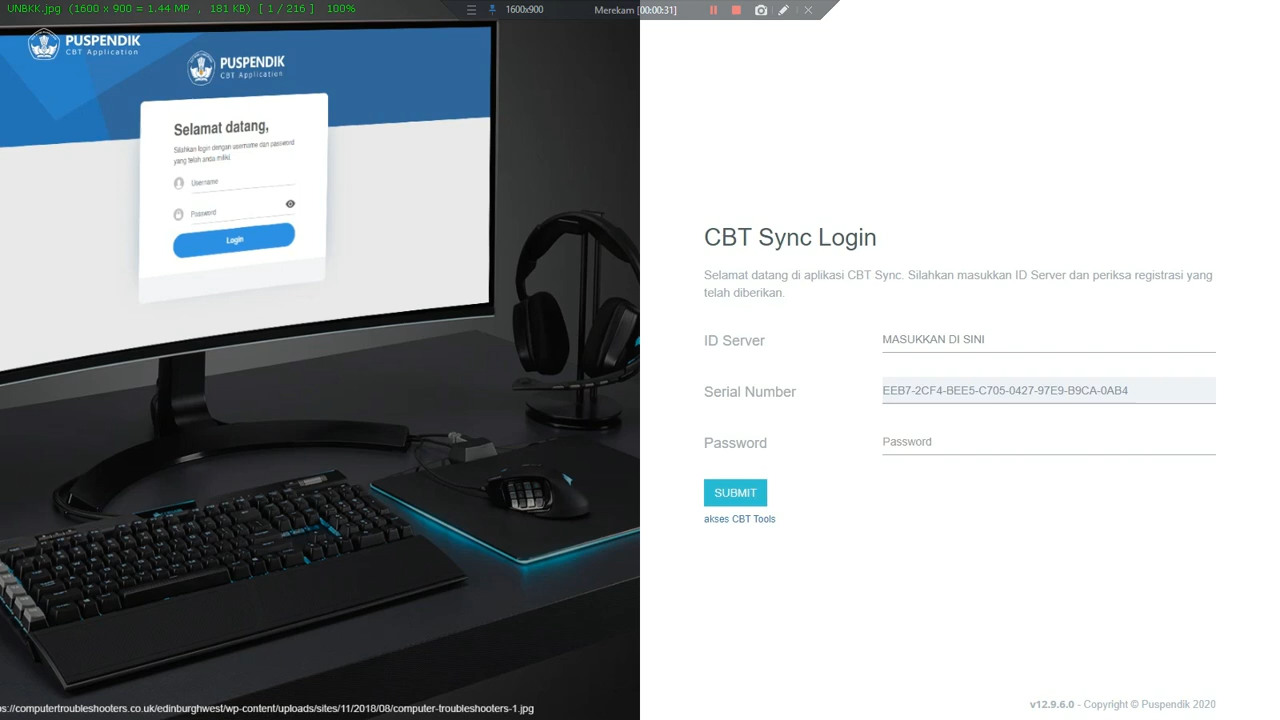 UNBKK.jpg (1600 x 900 = 1.44 MP , 181 KB) [ 1 / 216 ] 100%
1600x900
Merekam [00:00:31]
PUSPENDIK
CBT Application
PUSPENDIK
CBT Application
Selamat datang,
Silahkan login dengan username dan password
yang telah anda miliki.
Username
Password
Login
CBT Sync Login
Selamat datang di aplikasi CBT Sync. Silahkan masukkan ID Server dan periksa registrasi yang
telah diberikan.
ID Server
MASUKKAN DI SINI
Serial Number
EEB7-2CF4-BEE5-C705-0427-97E9-B9CA-0AB4
Password
Password
SUBMIT
akses CBT Tools
ps://computertroubleshooters.co.uk/edinburghwest/wp-content/uploads/sites/11/2018/08/computer-troubleshooters-1.jpg
v12.9.6.0 - Copyright © Puspendik 2020